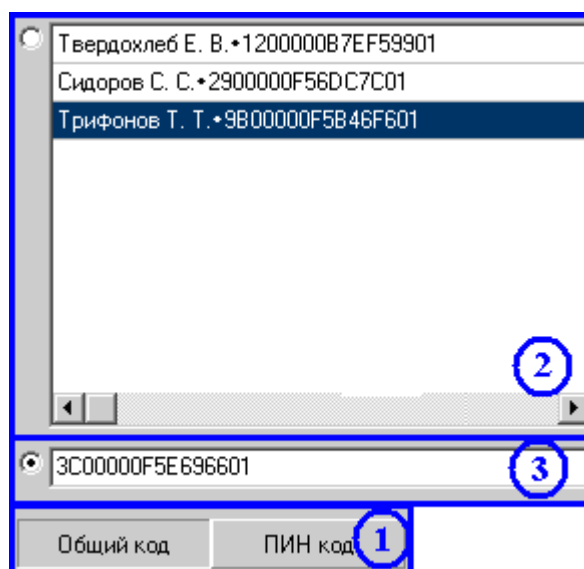 Твердохлеб Е. В.•1200000B7EF59901
Сидоров С. С.•2900000F56DC7C01
Трифонов Т. Т.•9B00000F5B46F601
2
3C00000F5E696601
3
Общий код
ПИН код
1